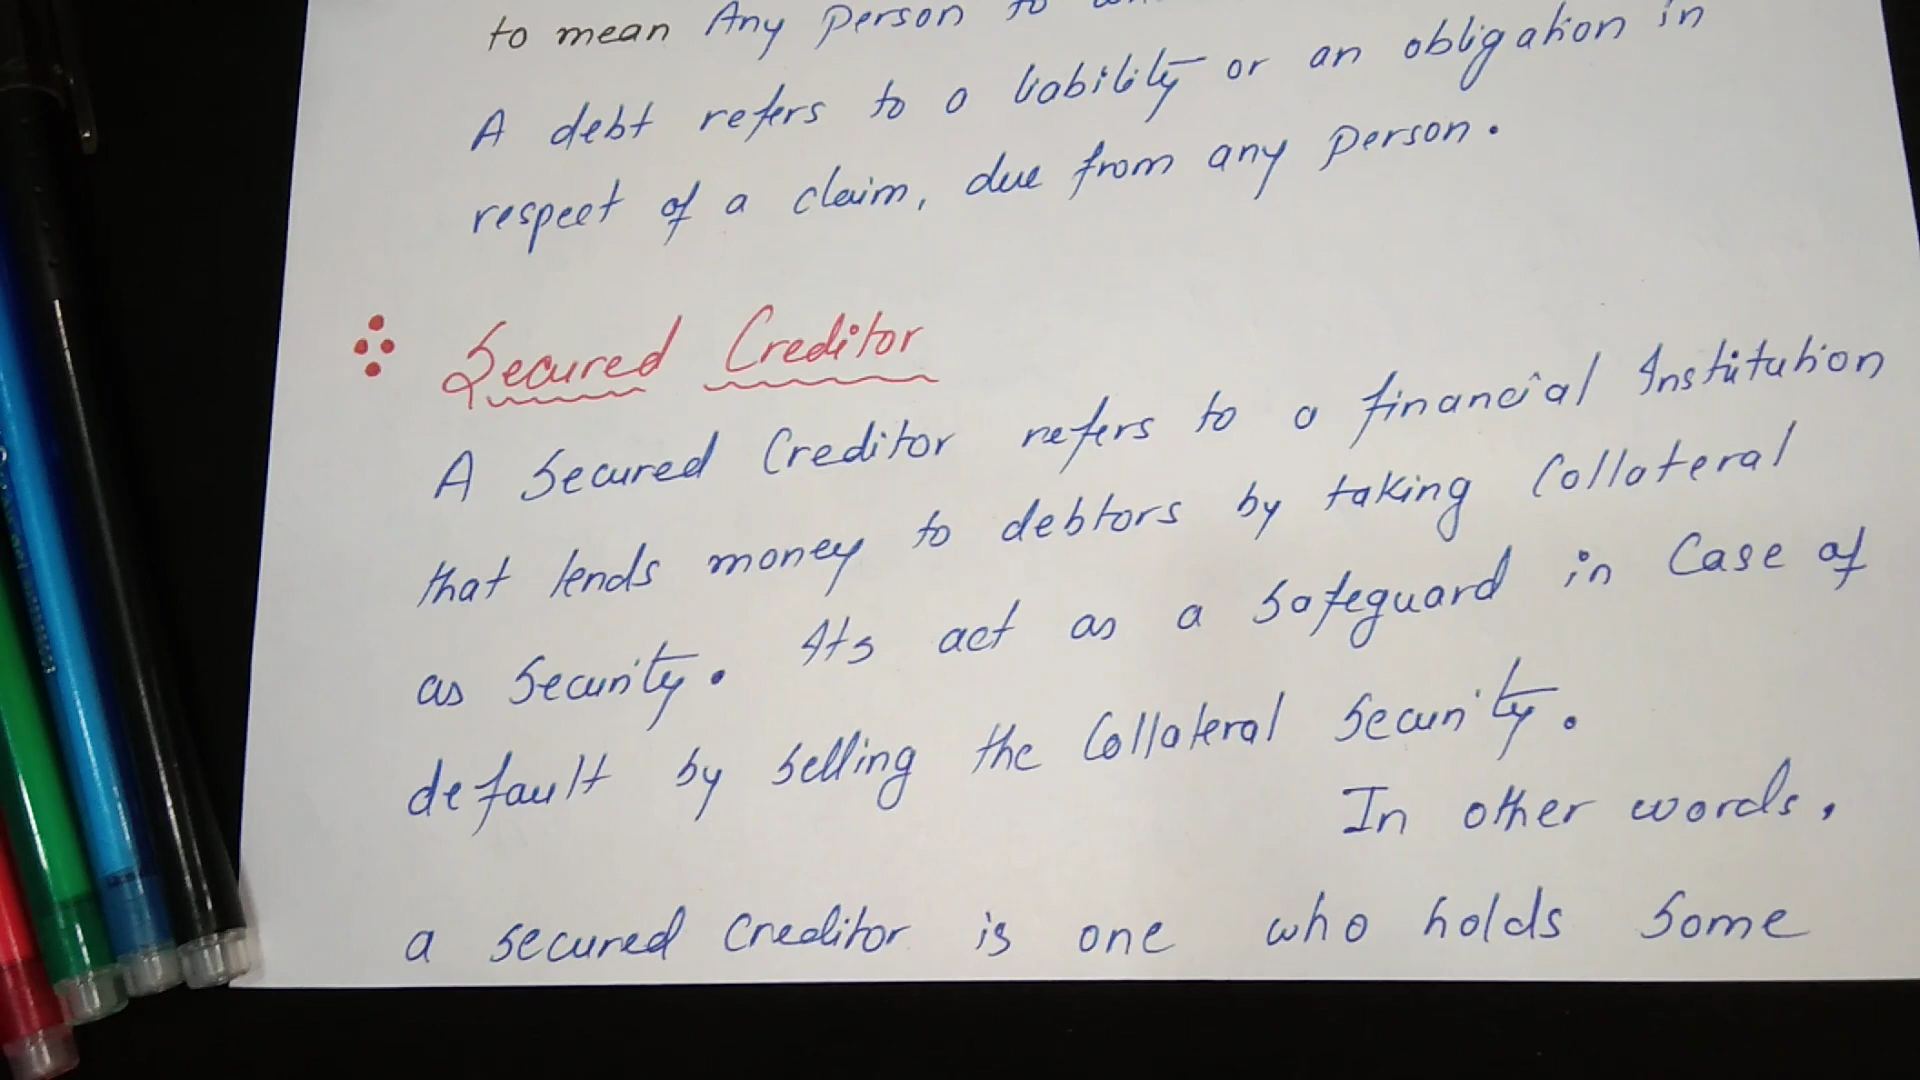 to mean Any person to
A debt refers to a liability or an obligation in
respect of a claim, due from any person.
Secured Creditor
A Secured Creditor refers to a financial Institution
that lends money to debtors by taking Collateral
as Security. Its act as a Safeguard in Case of
default by Selling the Collateral Security.
In other words,
a secured Creditor is one who holds Some